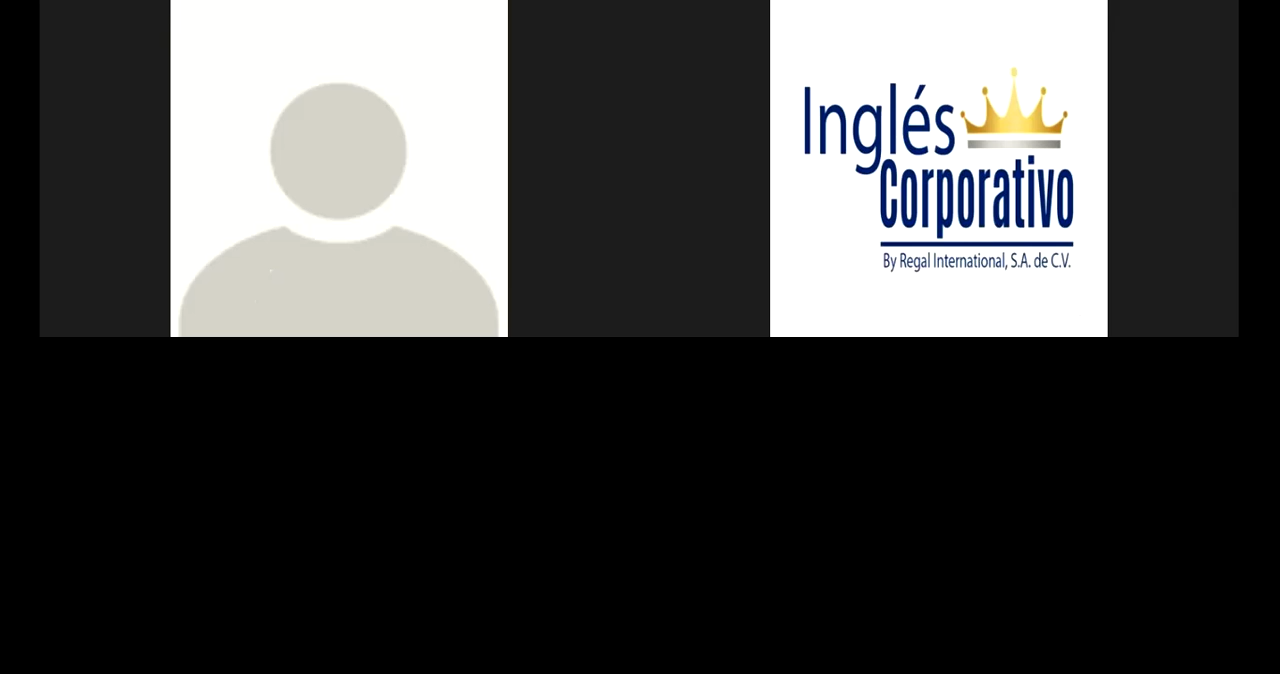 Inglés
Corporativo
By Regal International, S.A. de C.V.